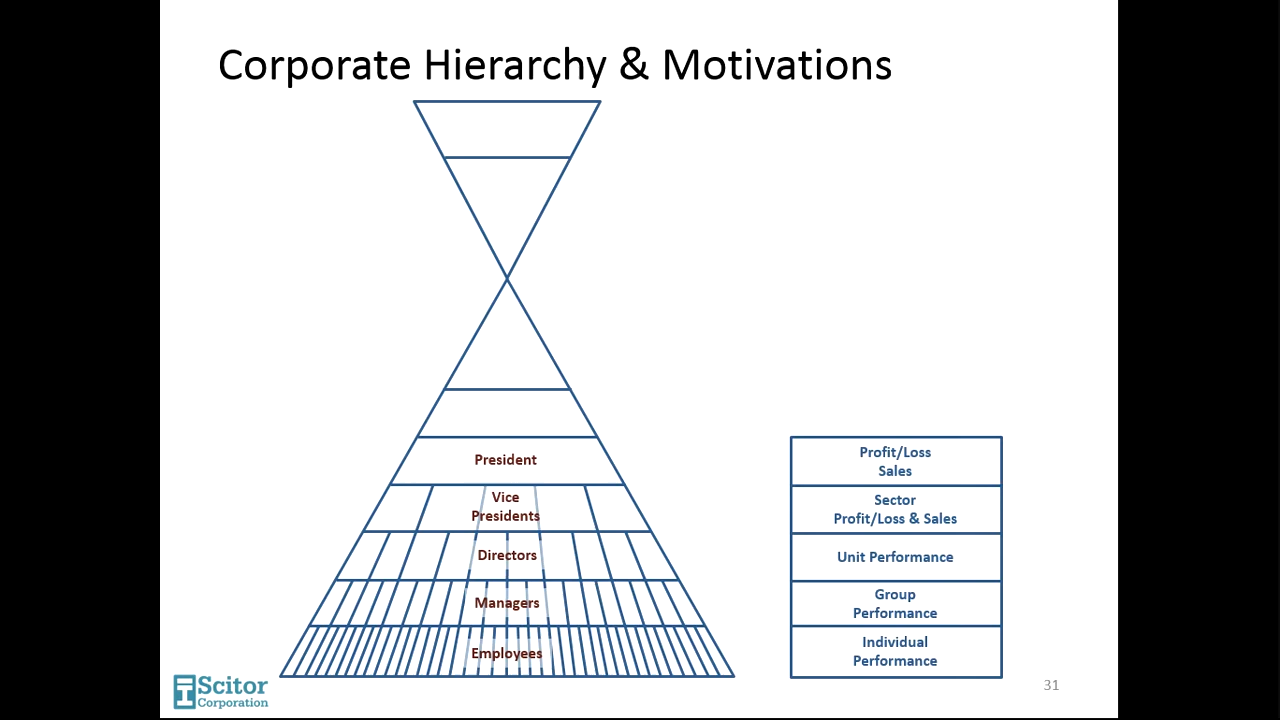 Corporate Hierarchy & Motivations
President
Vice
Presidents
Directors
Managers
Employees
Profit/Loss
Sales
Sector
Profit/Loss & Sales
Unit Performance
Group
Performance
Individual
Performance
Scitor
Corporation
31